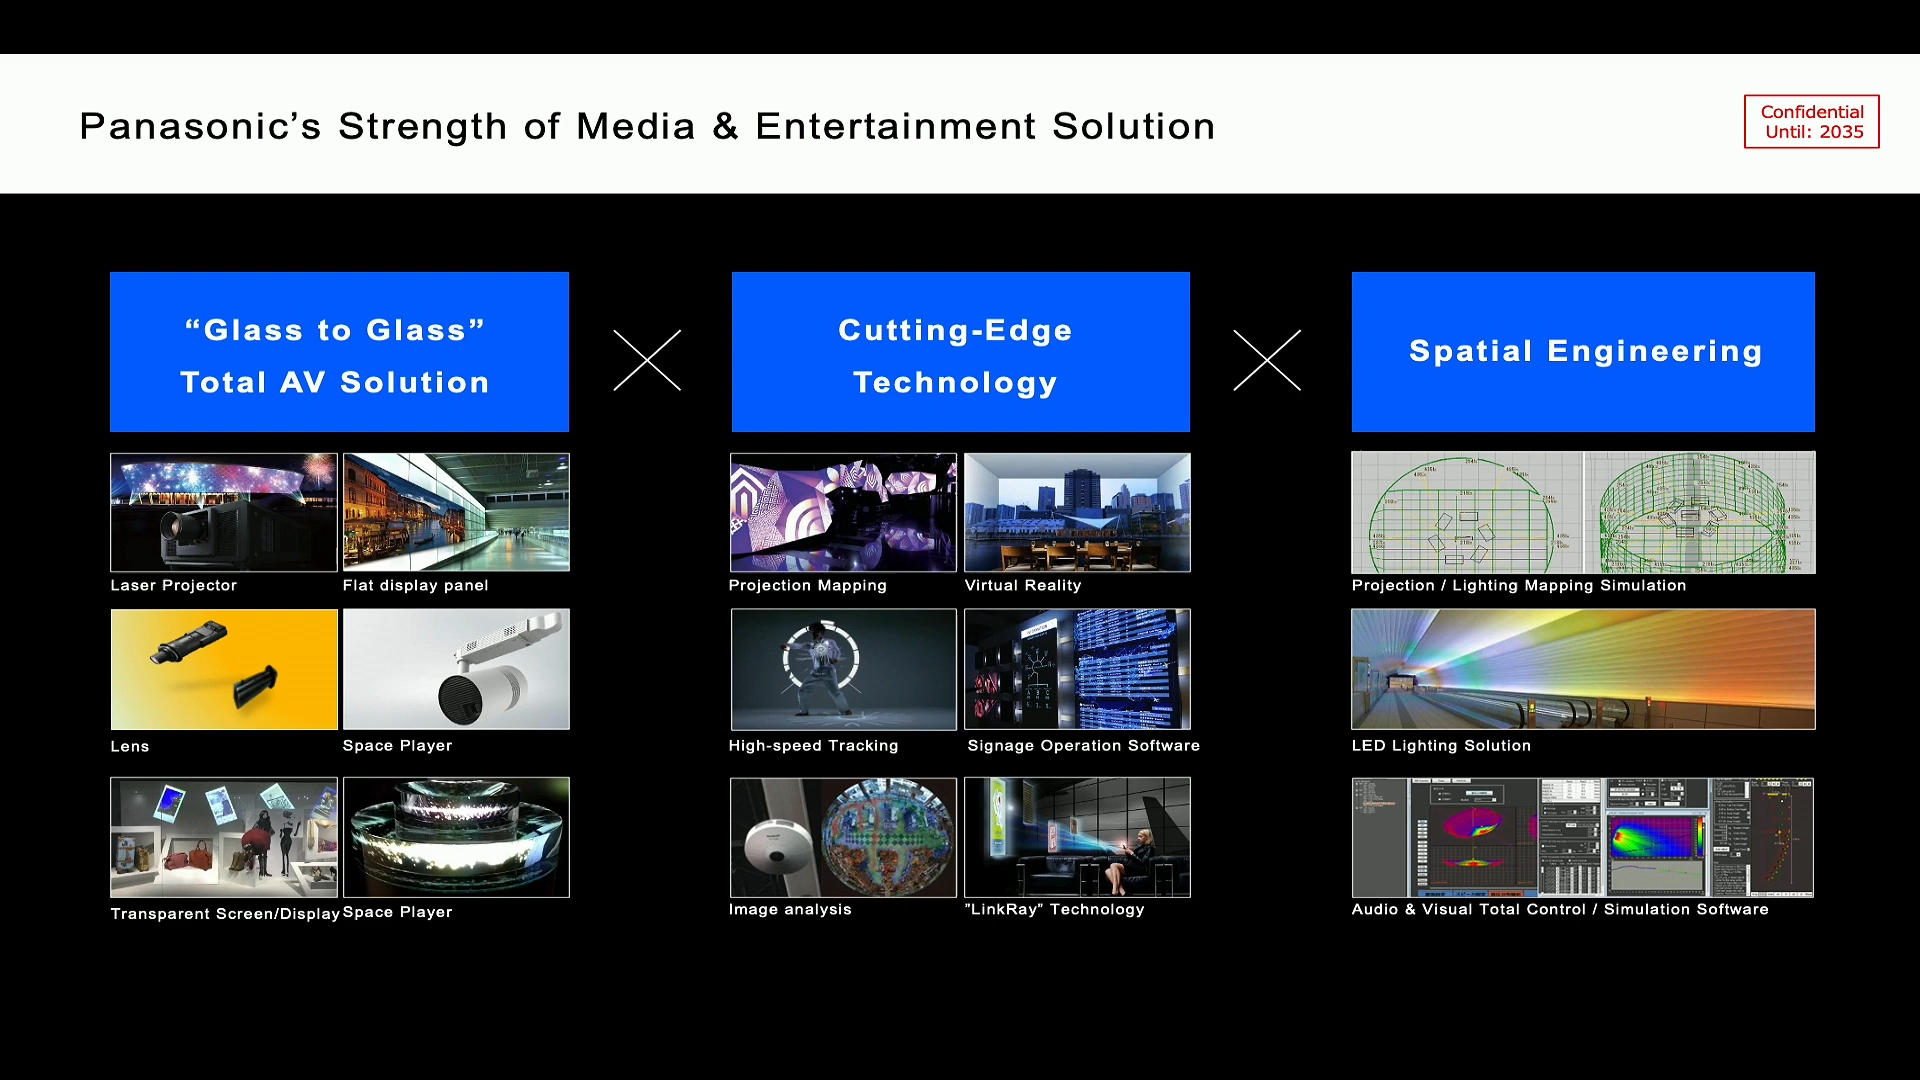 Panasonic’s Strength of Media & Entertainment Solution
Confidential
Until: 2035
“Glass to Glass”
Total AV Solution
Cutting-Edge
Technology
Spatial Engineering
Laser Projector
Flat display panel
Projection Mapping
Virtual Reality
Projection / Lighting Mapping Simulation
Lens
Space Player
High-speed Tracking
Signage Operation Software
LED Lighting Solution
Transparent Screen/Display
Space Player
Image analysis
”LinkRay” Technology
Audio & Visual Total Control / Simulation Software